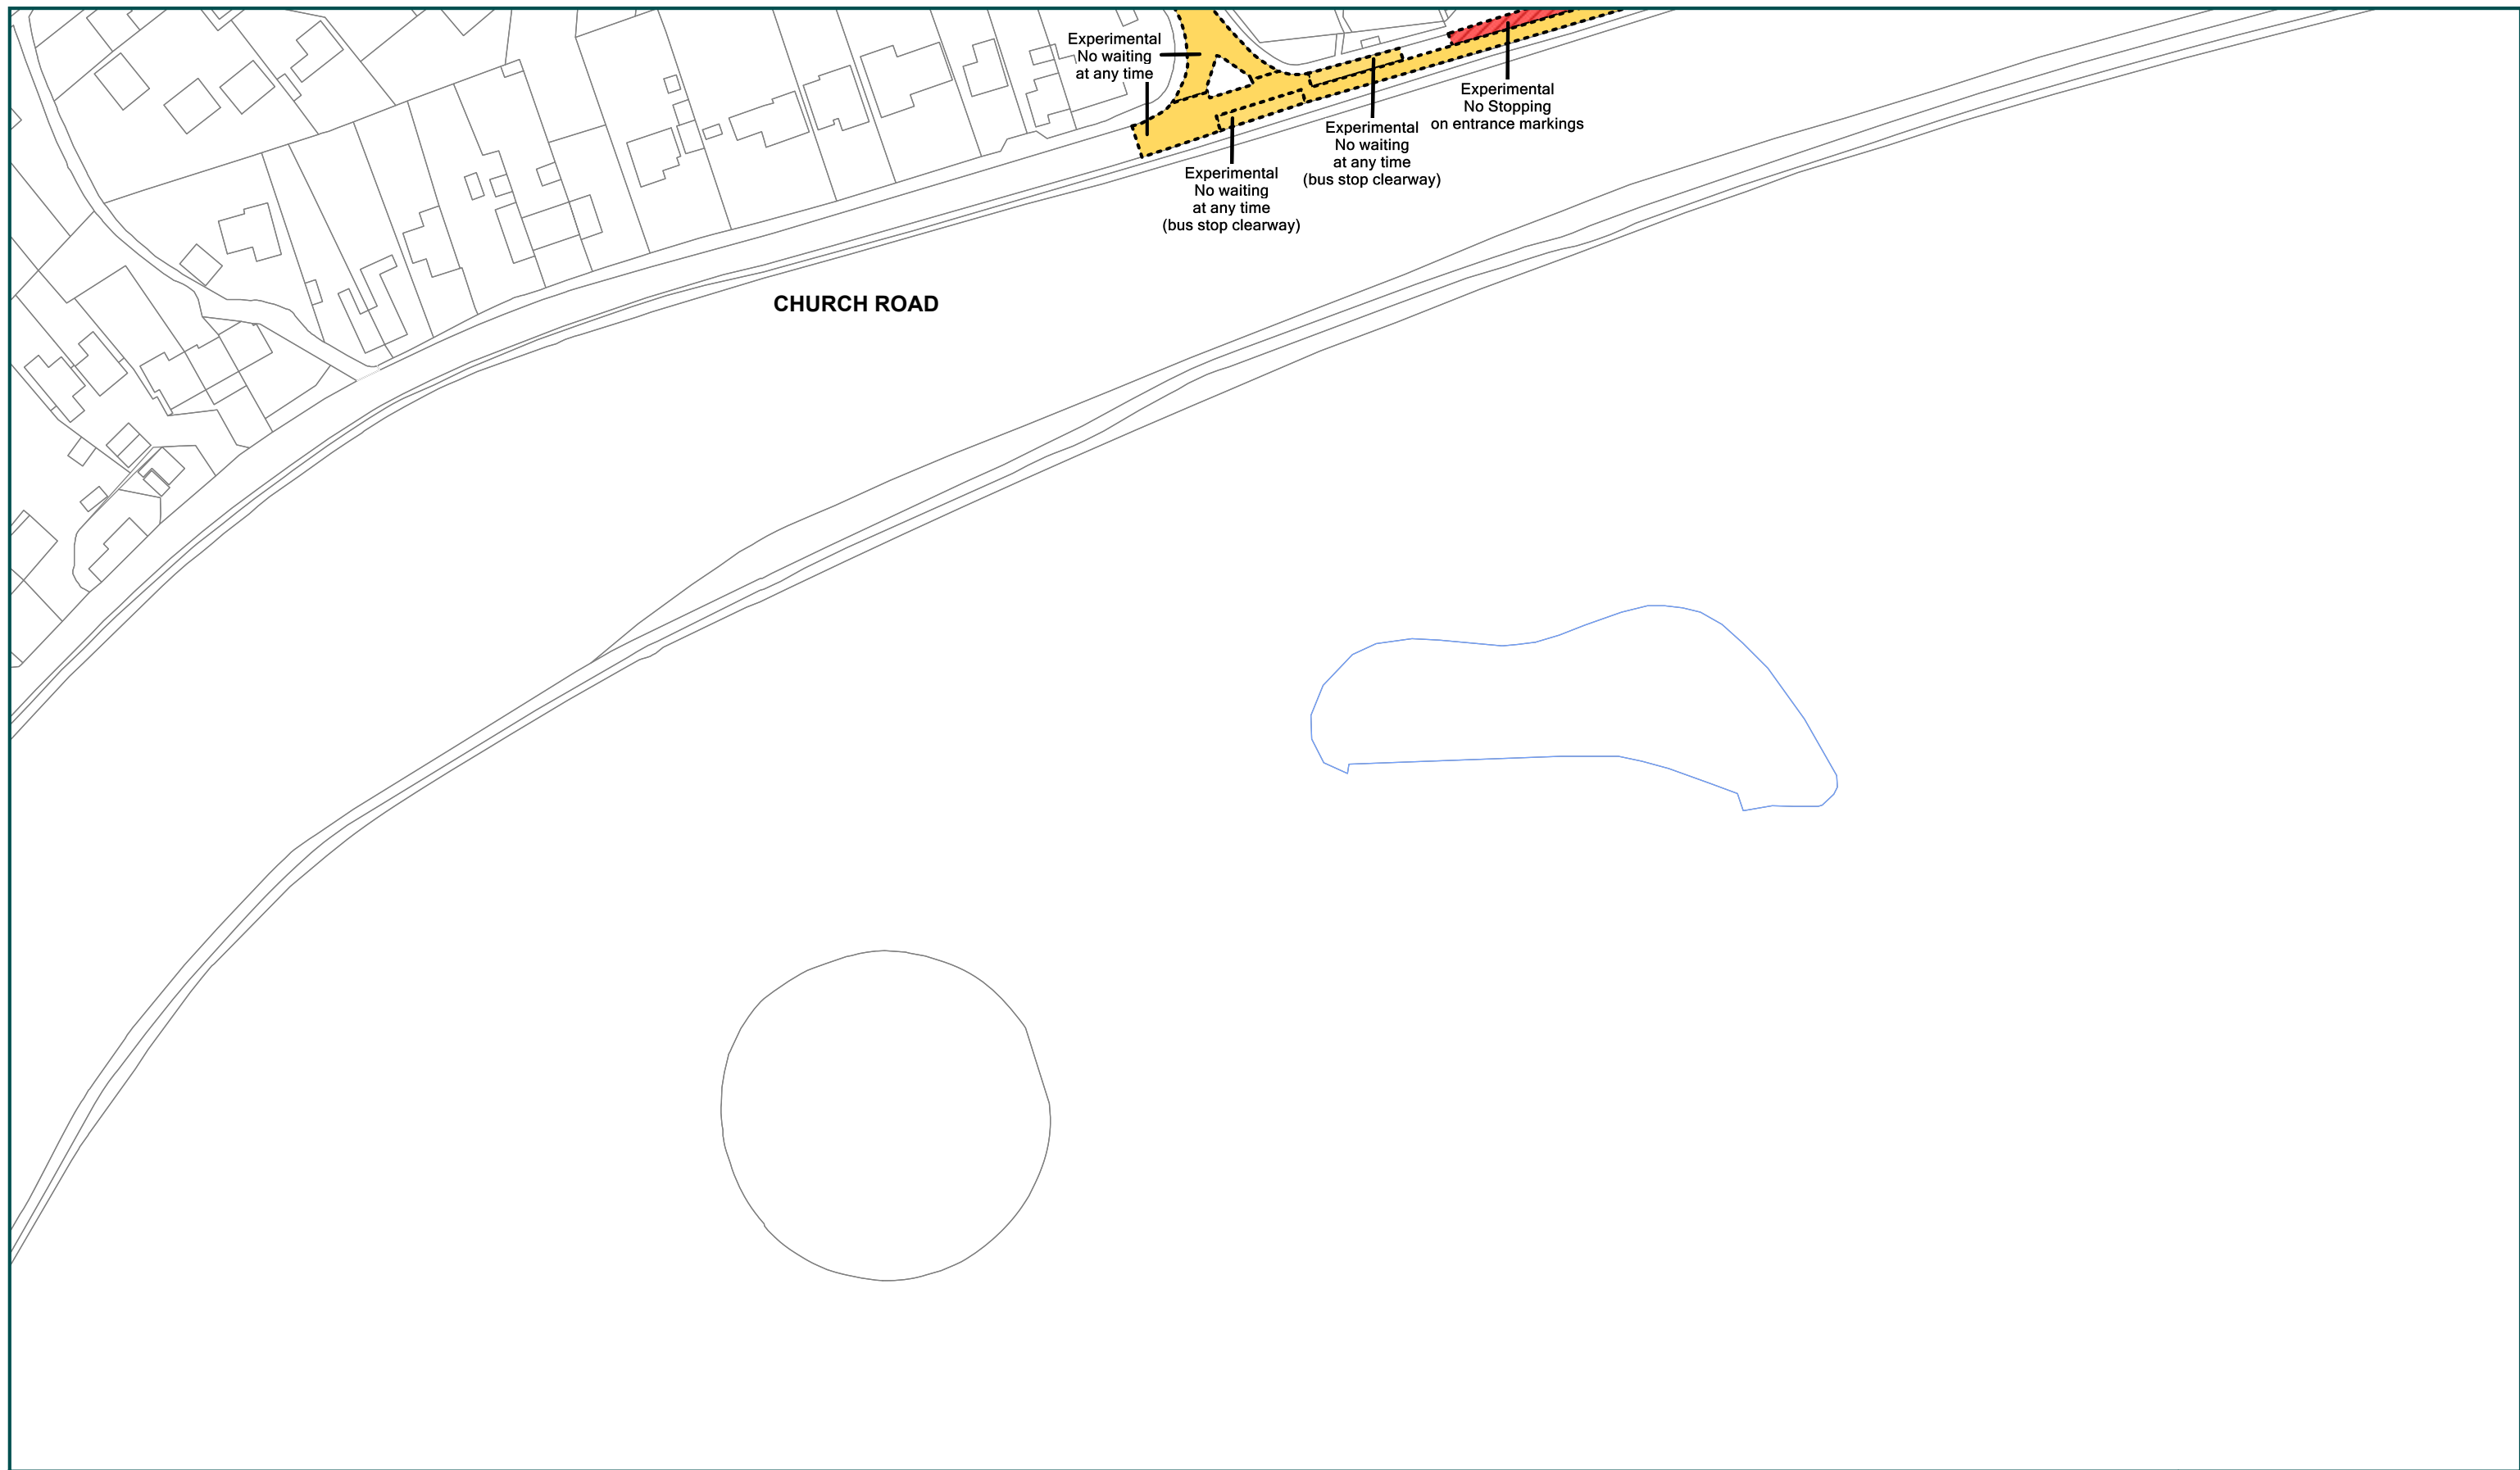 Experimental
No waiting
at any time
Experimental
No Stopping
on entrance markings
Experimental
No waiting
at any time
(bus stop clearway)
Experimental
No waiting
at any time
(bus stop clearway)
CHURCH ROAD